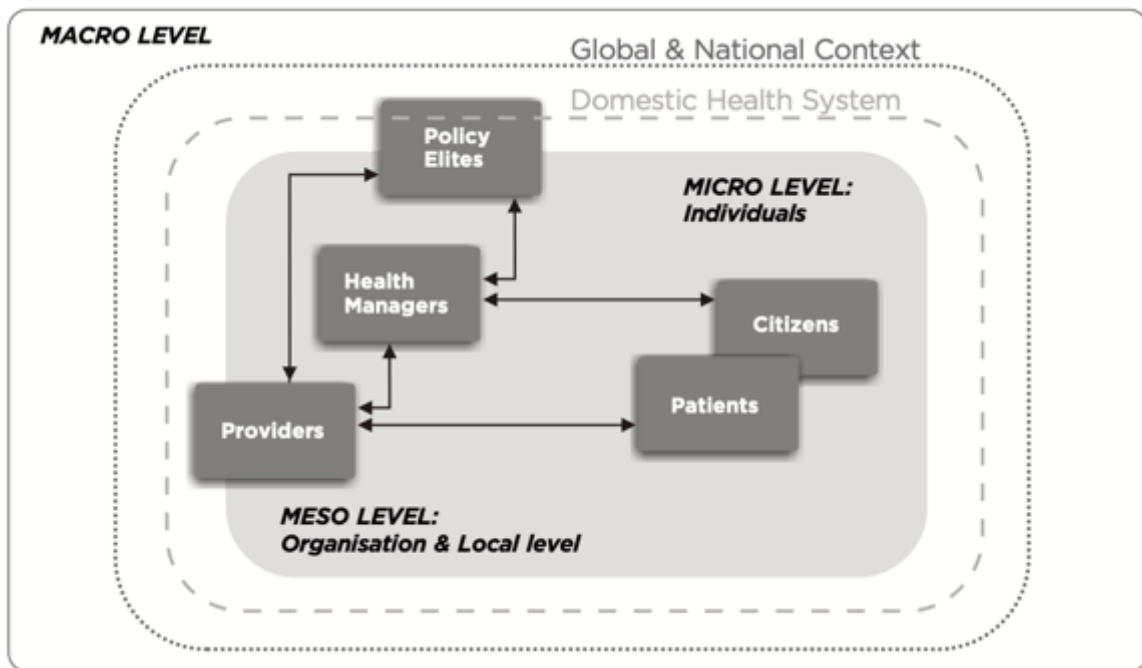 MACRO LEVEL
Global & National Context
Domestic Health System
Policy
Elites
MICRO LEVEL:
Individuals
Health
Managers
Citizens
Patients
Providers
MESO LEVEL:
Organisation & Local level